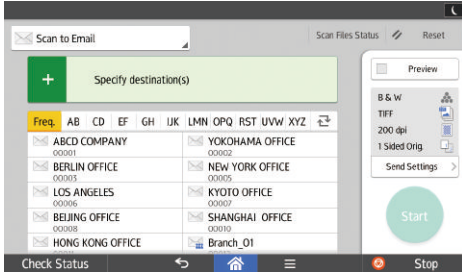 Scan to Email
Scan Files Status
Reset
+ Specify destination(s)
Preview
Freq. AB CD EF GH IJK LMN OPQ RST UVW XYZ
B & W
TIFF
200 dpi
1 Sided Orig.
Send Settings >
Start
ABCD COMPANY
00001
YOKOHAMA OFFICE
00002
BERLIN OFFICE
00003
NEW YORK OFFICE
00005
LOS ANGELES
00006
KYOTO OFFICE
00007
BEIJING OFFICE
00008
SHANGHAI OFFICE
00010
HONG KONG OFFICE
Branch_01
Check Status
Stop